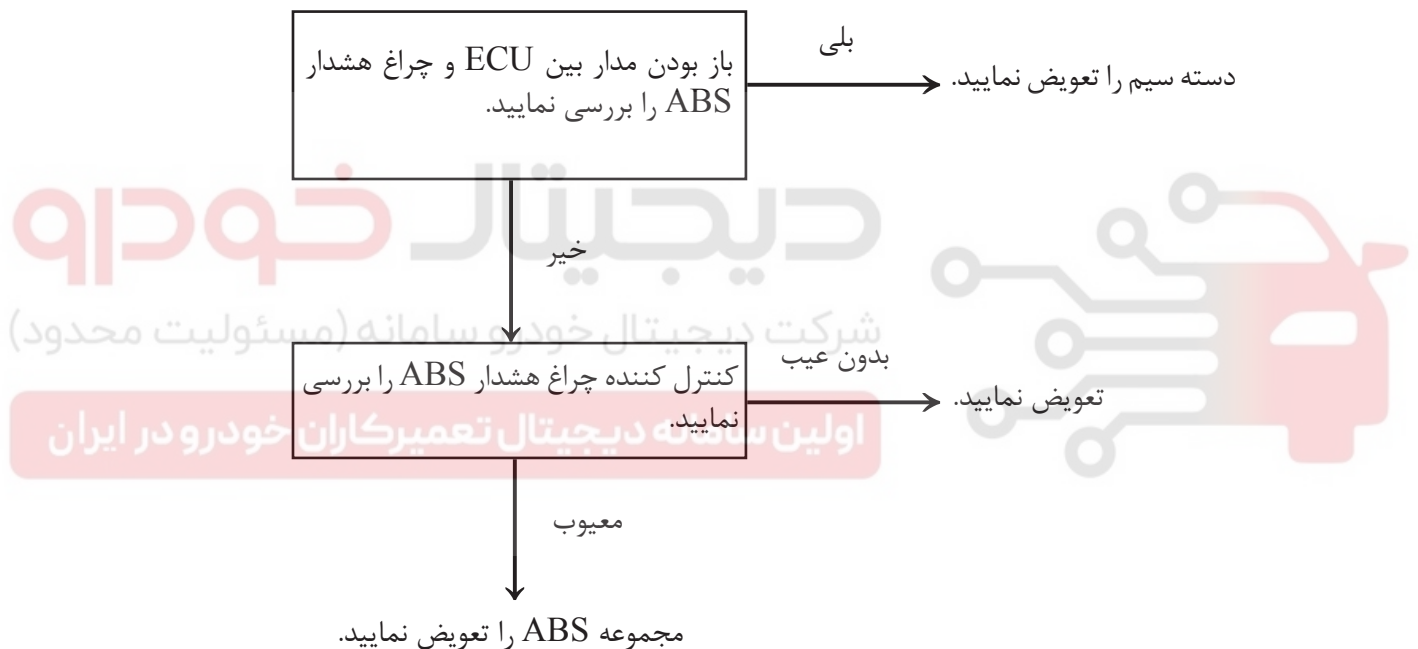 بلی
باز بودن مدار بین ECU و چراغ هشدار
ABS را بررسی نمایید.
دسته سیم را تعویض نمایید.
دیجیتال خودرو
خیر
شرکت دیجیتال خودرو سامانه (مسئولیت محدود)
بدون عیب
کنترل کننده چراغ هشدار ABS را بررسی
نمایید.
تعویض نمایید.
اولین سامانه دیجیتال تعمیرکاران خودرو در ایران
معیوب
مجموعه ABS را تعویض نمایید.